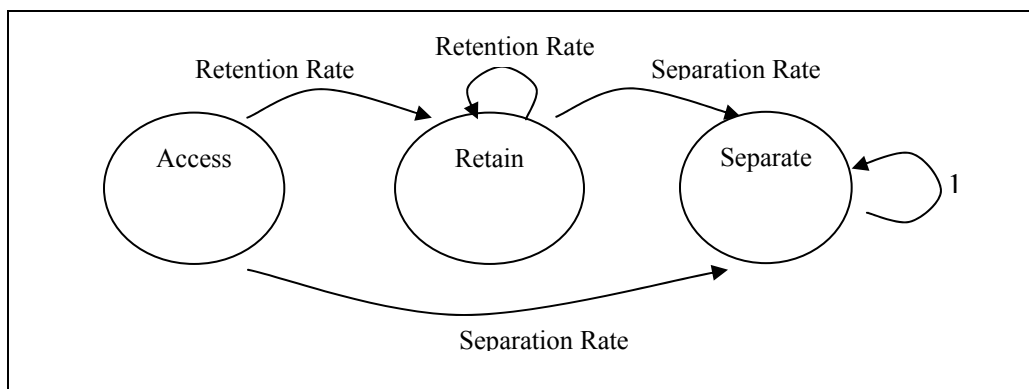 Retention Rate
Retention Rate
Separation Rate
Access
Retain
Separate
1
Separation Rate